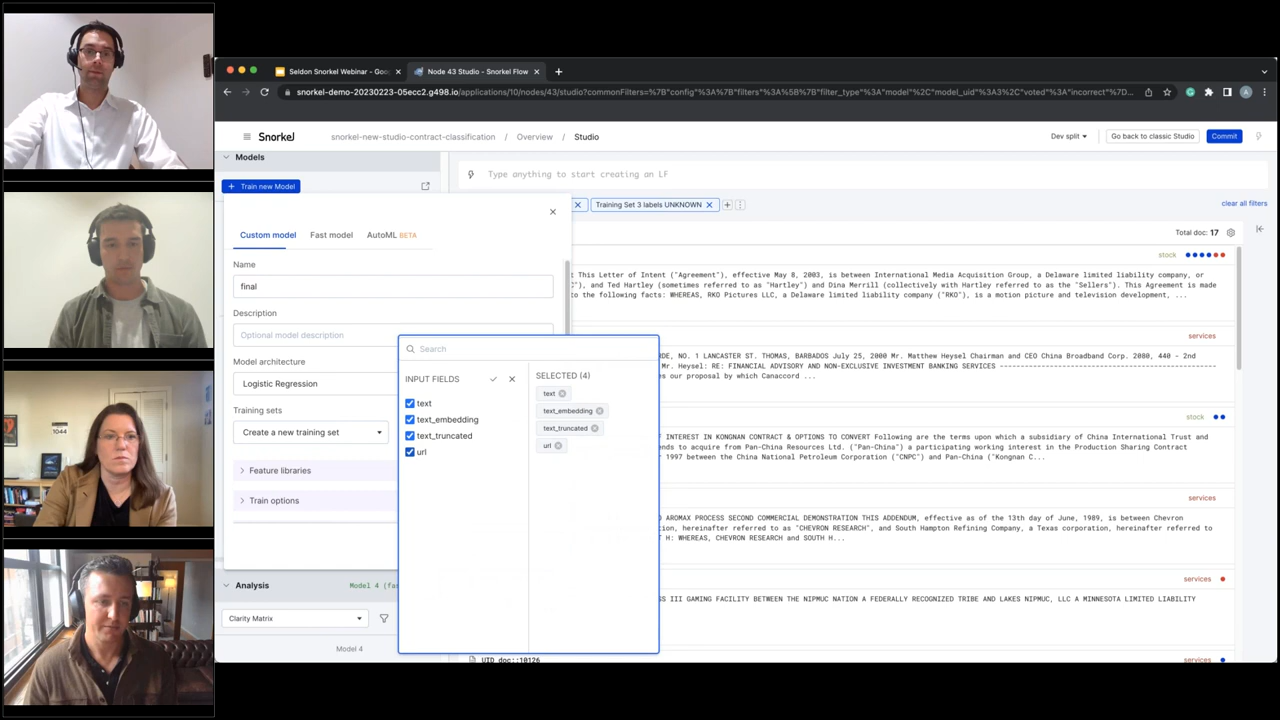 1044
Seldon Snorkel Webinar - Goo
Node 43 Studio - Snorkel Flow
snorkel-demo-20230223-05ecc2.g498.io/applications/10/nodes/43/studio?commonFilters=%7B"config"%3A%7B"filters"%3A%5B%7B"filter_type"%3A"model"%2C"model_uid"%3A3%2C"voted"%3A"incorrect"%7D...
A
Snorkel
snorkel-new-studio-contract-classification / Overview / Studio
Dev split
Go back to classic Studio
Commit
Models
+ Train new Model
Type anything to start creating an LF
Training Set 3 labels UNKNOWN
clear all filters
Total doc: 17
Custom model
Fast model
AutoML BETA
Name
final
Description
Optional model description
Model architecture
Logistic Regression
Training sets
Create a new training set
Feature libraries
Train options
Search
INPUT FIELDS
text
text_embedding
text_truncated
url
SELECTED (4)
text
text_embedding
text_truncated
url
Analysis
Model 4 (fas
Clarity Matrix
Model 4
stock
t This Letter of Intent ("Agreement"), effective May 8, 2003, is between International Media Acquisition Group, a Delaware limited liability company, or
C"), and Ted Hartley (sometimes referred to as "Hartley") and Dina Merrill (collectively with Hartley referred to as the "Sellers"). This Agreement is made
to the following facts: WHEREAS, RKO Pictures LLC, a Delaware limited liability company ("RKO"), is a motion picture and television development, ...
services
DE, NO. 1 LANCASTER ST. THOMAS, BARBADOS July 25, 2000 Mr. Matthew Heysel Chairman and CEO China Broadband Corp. 2080, 440 - 2nd
Mr. Heysel: RE: FINANCIAL ADVISORY AND NON-EXCLUSIVE INVESTMENT BANKING SERVICES
es our proposal by which Canaccord ...
stock
INTEREST IN KONGNAN CONTRACT & OPTIONS TO CONVERT Following are the terms upon which a subsidiary of China International Trust and
ends to acquire from Pan-China Resources Ltd. ("Pan-China") a participating working interest in the Production Sharing Contract
1997 between the China National Petroleum Corporation ("CNPC") and Pan-China ("Kongnan C...
services
AROMAX PROCESS SECOND COMMERCIAL DEMONSTRATION THIS ADDENDUM, effective as of the 13th day of June, 1989, is between Chevron
ation, hereinafter referred to as "CHEVRON RESEARCH", and South Hampton Refining Company, a Texas corporation, hereinafter referred to
H: WHEREAS, CHEVRON RESEARCH and SOUTH H...
services
SS III GAMING FACILITY BETWEEN THE NIPMUC NATION A FEDERALLY RECOGNIZED TRIBE AND LAKES NIPMUC, LLC A MINNESOTA LIMITED LIABILITY
UID doc::10126
services